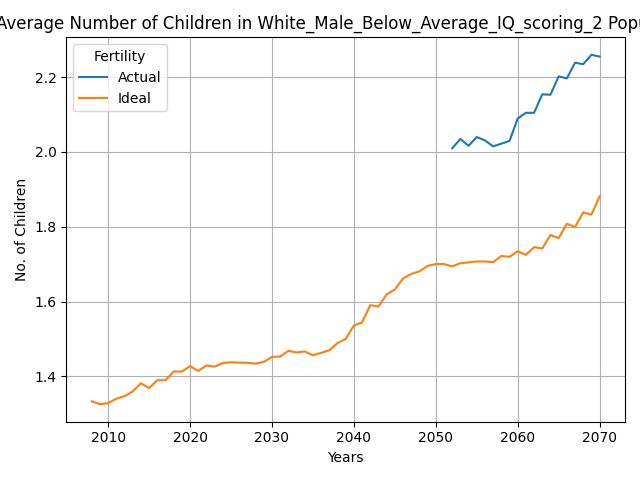 Average Number of Children in White_Male_Below_Average_IQ_scoring_2
Fertility
Actual
Ideal
No. of Children
2.2
2.0
1.8
1.6
1.4
2010 2020 2030 2040 2050 2060 2070
Years